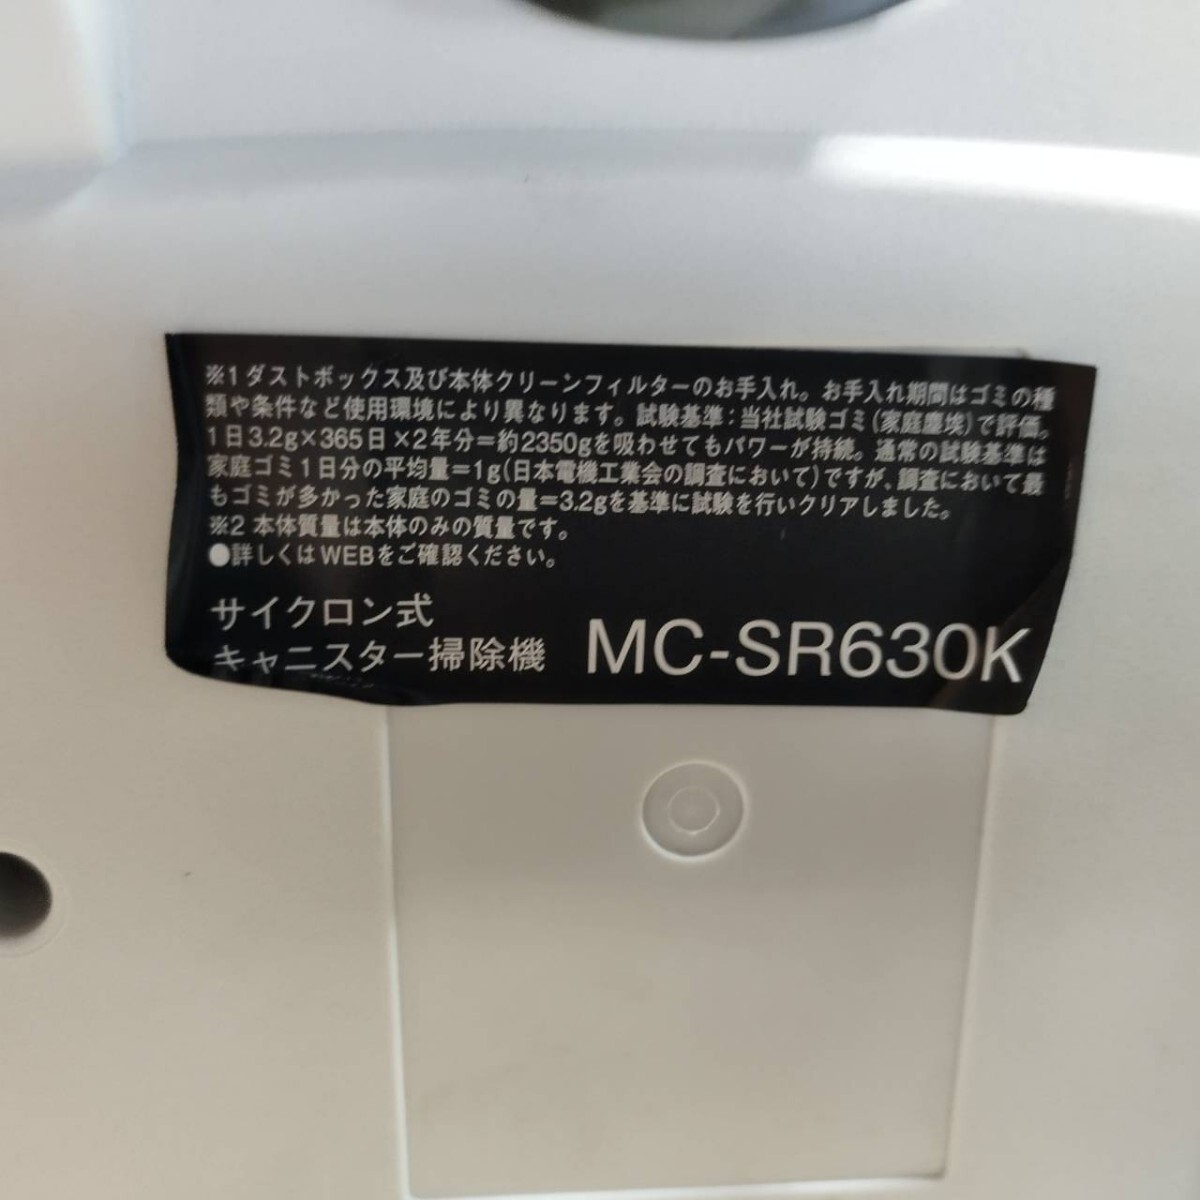 ※1ダストボックス及び本体クリーンフィルターのお手入れ。お手入れ期間はゴミの種
類や条件など使用環境により異なります。試験基準：当社試験ゴミ（家庭塵埃）で評価。
1日3.2g×365日×2年分＝約2350gを吸わせてもパワーが持続。通常の試験基準は
家庭ゴミ1日分の平均量＝1g（日本電機工業会の調査において）ですが、調査において最
もゴミが多かった家庭のゴミの量＝3.2gを基準に試験を行いクリアしました。
※2 本体質量は本体のみの質量です。
●詳しくはWEBをご確認ください。
サイクロン式
キャニスター掃除機 MC-SR630K